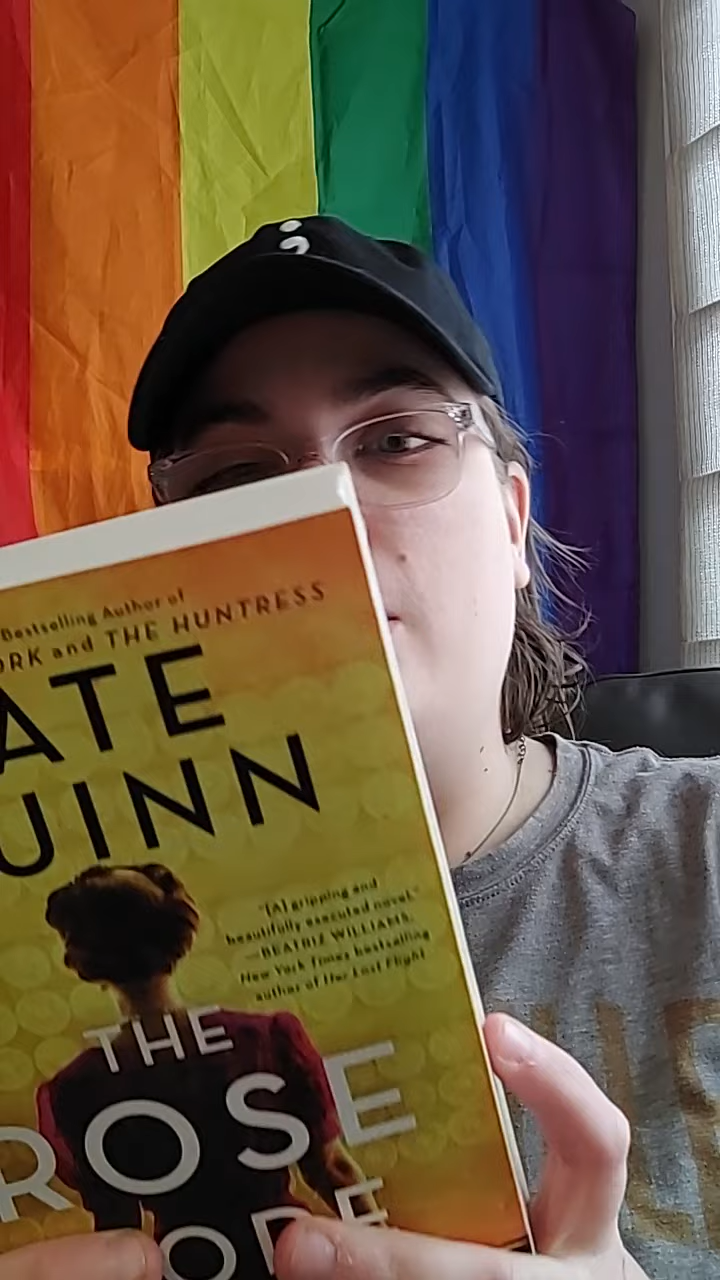 ;
Bestselling Author of
ORK and THE HUNTRESS
ATE
UINN
"[A] gripping and
beautifully executed novel."
—BEATRIZ WILLIAMS,
New York Times bestselling
author of Her Last Flight
THE
ROSE
ODE